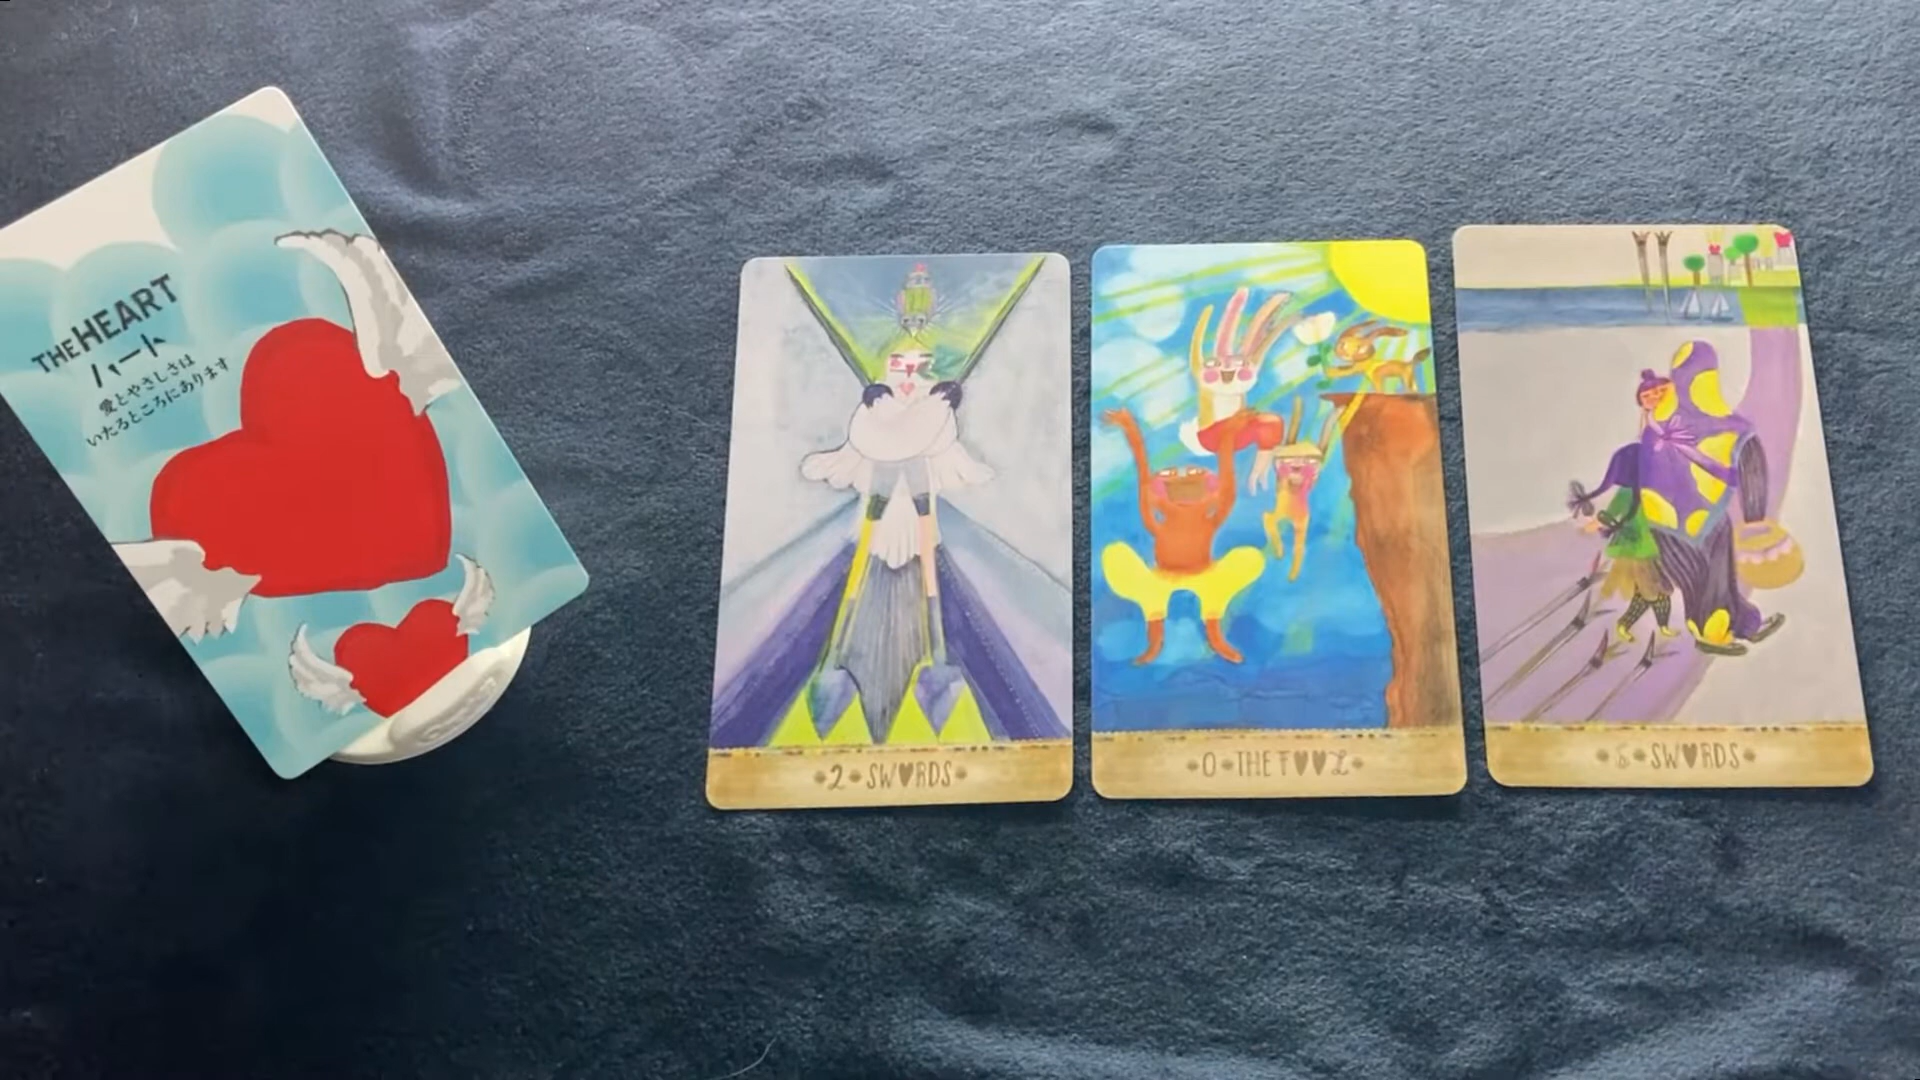 THE HEART
ハート
愛とやさしさは
いたるところにあります
2 SW♥RDS
0 THE F♥♥L
6 SW♥RDS